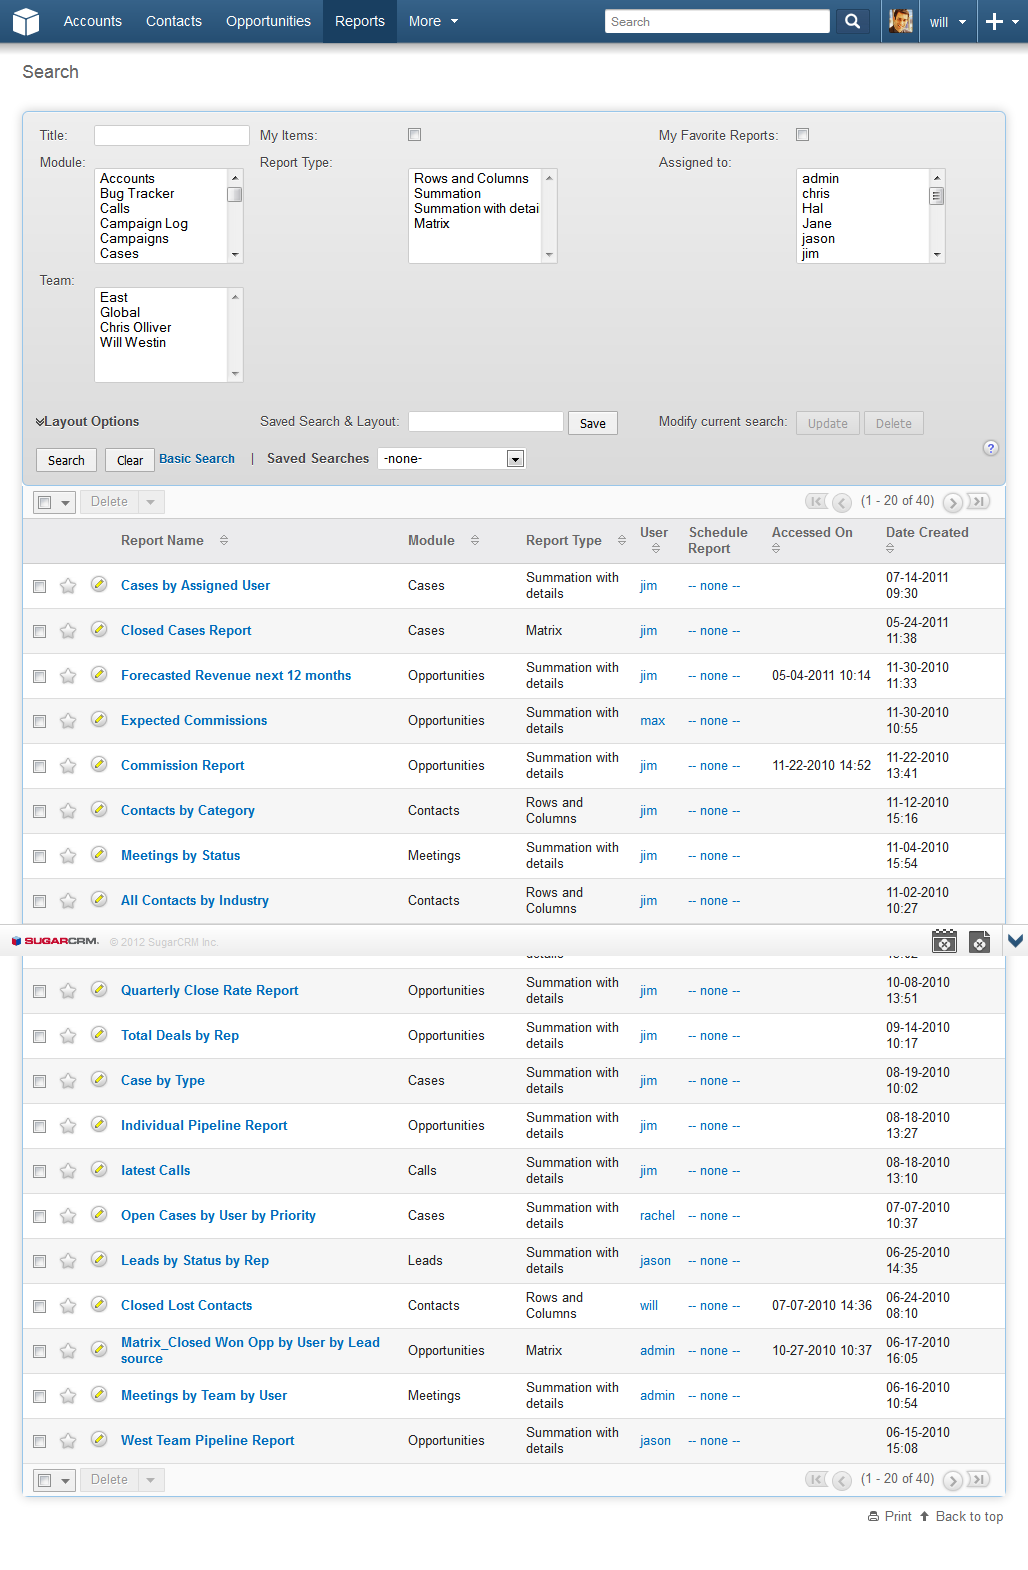 Accounts Contacts Opportunities Reports More Search will
Search
Title: My Items: My Favorite Reports:
Module: Report Type: Assigned to:
Accounts Rows and Columns admin
Bug Tracker Summation chris
Calls Summation with detai Hal
Campaign Log Matrix Jane
Campaigns jason
Cases jim
Team:
East
Global
Chris Olliver
Will Westin
Layout Options Saved Search & Layout: Save Modify current search: Update Delete
Search Clear Basic Search | Saved Searches -none- ?
Delete (1 - 20 of 40)
Report Name Module Report Type User Schedule Report Accessed On Date Created
Cases by Assigned User Cases Summation with details jim -- none -- 07-14-2011 09:30
Closed Cases Report Cases Matrix jim -- none -- 05-24-2011 11:38
Forecasted Revenue next 12 months Opportunities Summation with details jim -- none -- 05-04-2011 10:14 11-30-2010 11:33
Expected Commissions Opportunities Summation with details max -- none -- 11-30-2010 10:55
Commission Report Opportunities Summation with details jim -- none -- 11-22-2010 14:52 11-22-2010 13:41
Contacts by Category Contacts Rows and Columns jim -- none -- 11-12-2010 15:16
Meetings by Status Meetings Summation with details jim -- none -- 11-04-2010 15:54
All Contacts by Industry Contacts Rows and Columns jim -- none -- 11-02-2010 10:27
SUGARCRM. © 2012 SugarCRM Inc.
details
Quarterly Close Rate Report Opportunities Summation with details jim -- none -- 10-08-2010 13:51
Total Deals by Rep Opportunities Summation with details jim -- none -- 09-14-2010 10:17
Case by Type Cases Summation with details jim -- none -- 08-19-2010 10:02
Individual Pipeline Report Opportunities Summation with details jim -- none -- 08-18-2010 13:27
latest Calls Calls Summation with details jim -- none -- 08-18-2010 13:10
Open Cases by User by Priority Cases Summation with details rachel -- none -- 07-07-2010 10:37
Leads by Status by Rep Leads Summation with details jason -- none -- 06-25-2010 14:35
Closed Lost Contacts Contacts Rows and Columns will -- none -- 07-07-2010 14:36 06-24-2010 08:10
Matrix_Closed Won Opp by User by Lead source Opportunities Matrix admin -- none -- 10-27-2010 10:37 06-17-2010 16:05
Meetings by Team by User Meetings Summation with details admin -- none -- 06-16-2010 10:54
West Team Pipeline Report Opportunities Summation with details jason -- none -- 06-15-2010 15:08
Delete (1 - 20 of 40)
Print Back to top